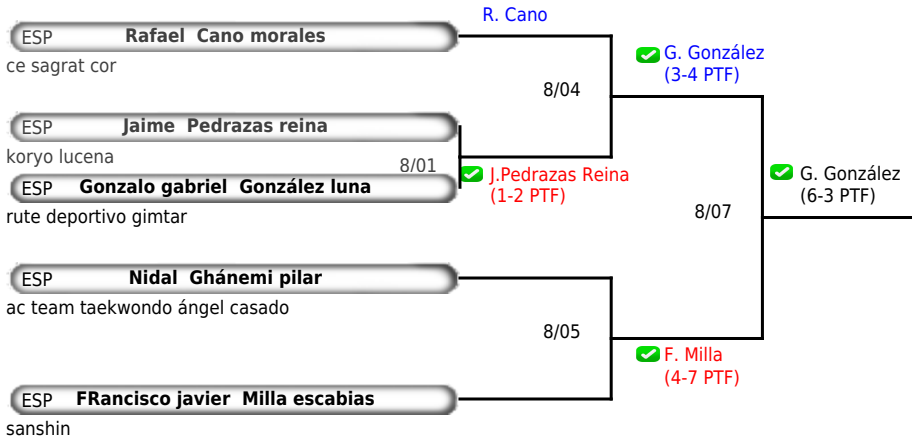 R. Cano
ESP Rafael Cano morales
ce sagrat cor
G. González
(3-4 PTF)
8/04
ESP Jaime Pedrazas reina
koryo lucena
8/01
J.Pedrazas Reina
(1-2 PTF)
G. González
(6-3 PTF)
ESP Gonzalo gabriel González luna
rute deportivo gimtar
8/07
ESP Nidal Ghánemi pilar
ac team taekwondo ángel casado
8/05
F. Milla
(4-7 PTF)
ESP FRancisco javier Milla escabias
sanshin